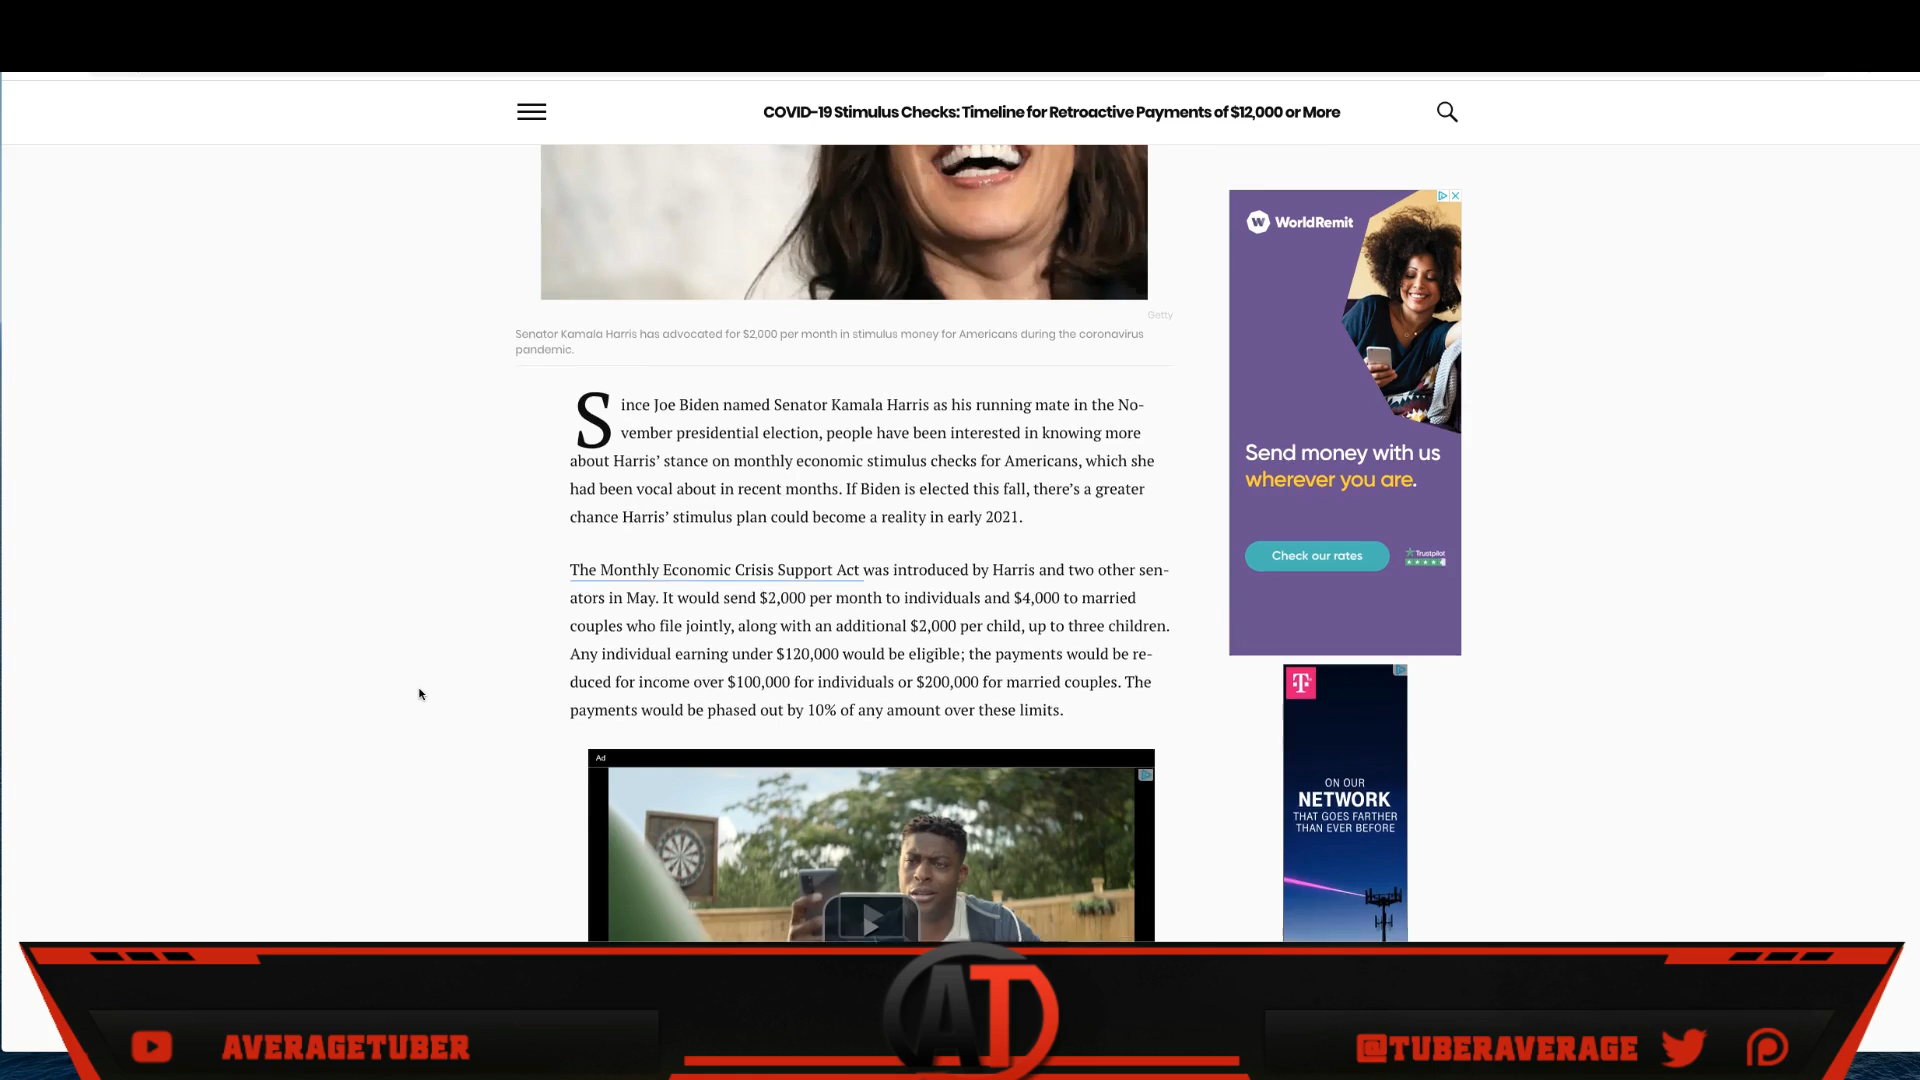 COVID-19 Stimulus Checks: Timeline for Retroactive Payments of $12,000 or More
Getty
Senator Kamala Harris has advocated for $2,000 per month in stimulus money for Americans during the coronavirus
pandemic.
Since Joe Biden named Senator Kamala Harris as his running mate in the No-
vember presidential election, people have been interested in knowing more
about Harris’ stance on monthly economic stimulus checks for Americans, which she
had been vocal about in recent months. If Biden is elected this fall, there’s a greater
chance Harris’ stimulus plan could become a reality in early 2021.
The Monthly Economic Crisis Support Act was introduced by Harris and two other sen-
ators in May. It would send $2,000 per month to individuals and $4,000 to married
couples who file jointly, along with an additional $2,000 per child, up to three children.
Any individual earning under $120,000 would be eligible; the payments would be re-
duced for income over $100,000 for individuals or $200,000 for married couples. The
payments would be phased out by 10% of any amount over these limits.
Ad
W WorldRemit
Send money with us
wherever you are.
Check our rates
Trustpilot
T
ON OUR
NETWORK
THAT GOES FARTHER
THAN EVER BEFORE
AT
AVERAGETUBER
@TUBERAVERAGE